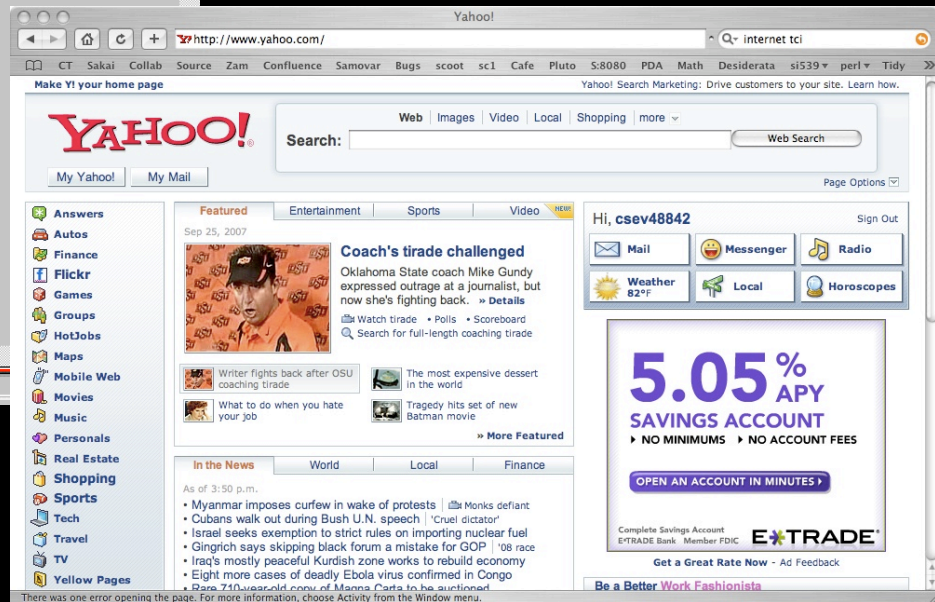 Yahoo!
http://www.yahoo.com/
internet tci
CT Sakai Collab Source Zam Confluence Samovar Bugs scoot sc1 Cafe Pluto S:8080 PDA Math Desiderata si539 perl Tidy
Make Y! your home page
Yahoo! Search Marketing: Drive customers to your site. Learn how.
YAHOO!
Web Images Video Local Shopping more
Search:
Web Search
My Yahoo! My Mail
Page Options
Answers
Autos
Finance
Flickr
Games
Groups
HotJobs
Maps
Mobile Web
Movies
Music
Personals
Real Estate
Shopping
Sports
Tech
Travel
TV
Yellow Pages
Featured Entertainment Sports Video NEW!
Sep 25, 2007
Coach's tirade challenged
Oklahoma State coach Mike Gundy
expressed outrage at a journalist, but
now she's fighting back. » Details
Watch tirade • Polls • Scoreboard
Search for full-length coaching tirade
Writer fights back after OSU
coaching tirade
The most expensive dessert
in the world
What to do when you hate
your job
Tragedy hits set of new
Batman movie
» More Featured
In the News World Local Finance
As of 3:50 p.m.
• Myanmar imposes curfew in wake of protests | Monks defiant
• Cubans walk out during Bush U.N. speech | 'Cruel dictator'
• Israel seeks exemption to strict rules on importing nuclear fuel
• Gingrich says skipping black forum a mistake for GOP | '08 race
• Iraq's mostly peaceful Kurdish zone works to rebuild economy
• Eight more cases of deadly Ebola virus confirmed in Congo
• Rare 710-year-old copy of Magna Carta to be auctioned
Hi, csev48842
Sign Out
Mail Messenger Radio
Weather
82°F
Local Horoscopes
5.05% APY
SAVINGS ACCOUNT
NO MINIMUMS NO ACCOUNT FEES
OPEN AN ACCOUNT IN MINUTES
Complete Savings Account
E*TRADE Bank Member FDIC
E*TRADE
Get a Great Rate Now - Ad Feedback
Be a Better Work Fashionista
There was one error opening the page. For more information, choose Activity from the Window menu.